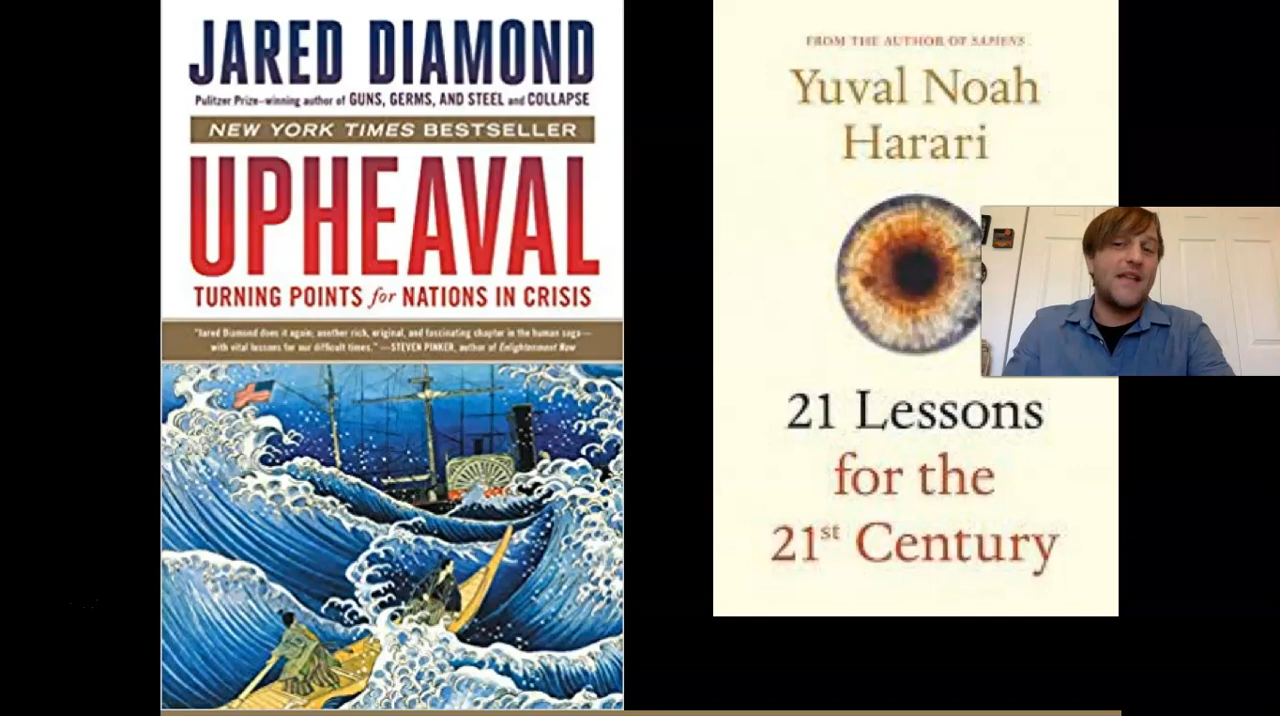 JARED DIAMOND
Pulitzer Prize–winning author of GUNS, GERMS, AND STEEL and COLLAPSE
NEW YORK TIMES BESTSELLER
UPHEAVAL
TURNING POINTS for NATIONS IN CRISIS
"Jared Diamond does it again: another rich, original, and fascinating chapter in the human saga—
with vital lessons for our difficult times." —STEVEN PINKER, author of Enlightenment Now
FROM THE AUTHOR OF SAPIENS
Yuval Noah
Harari
21 Lessons
for the
21st Century